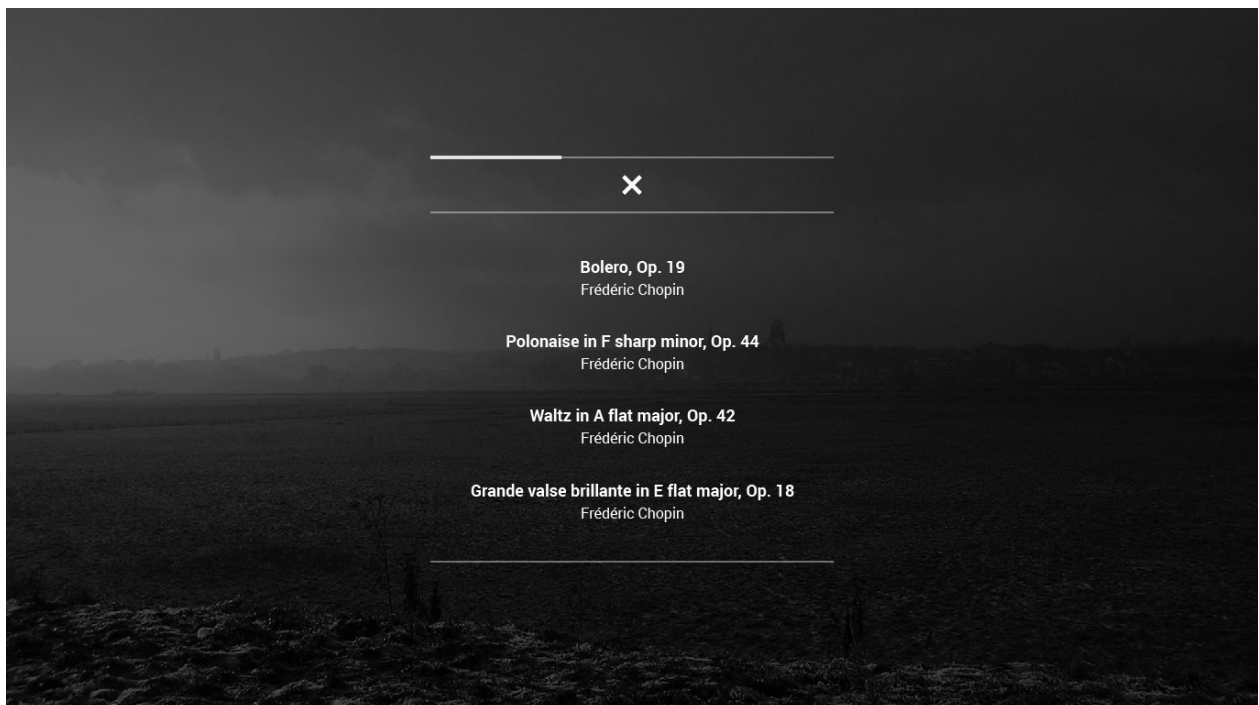 Bolero, Op. 19
Frédéric Chopin
Polonaise in F sharp minor, Op. 44
Frédéric Chopin
Waltz in A flat major, Op. 42
Frédéric Chopin
Grande valse brillante in E flat major, Op. 18
Frédéric Chopin